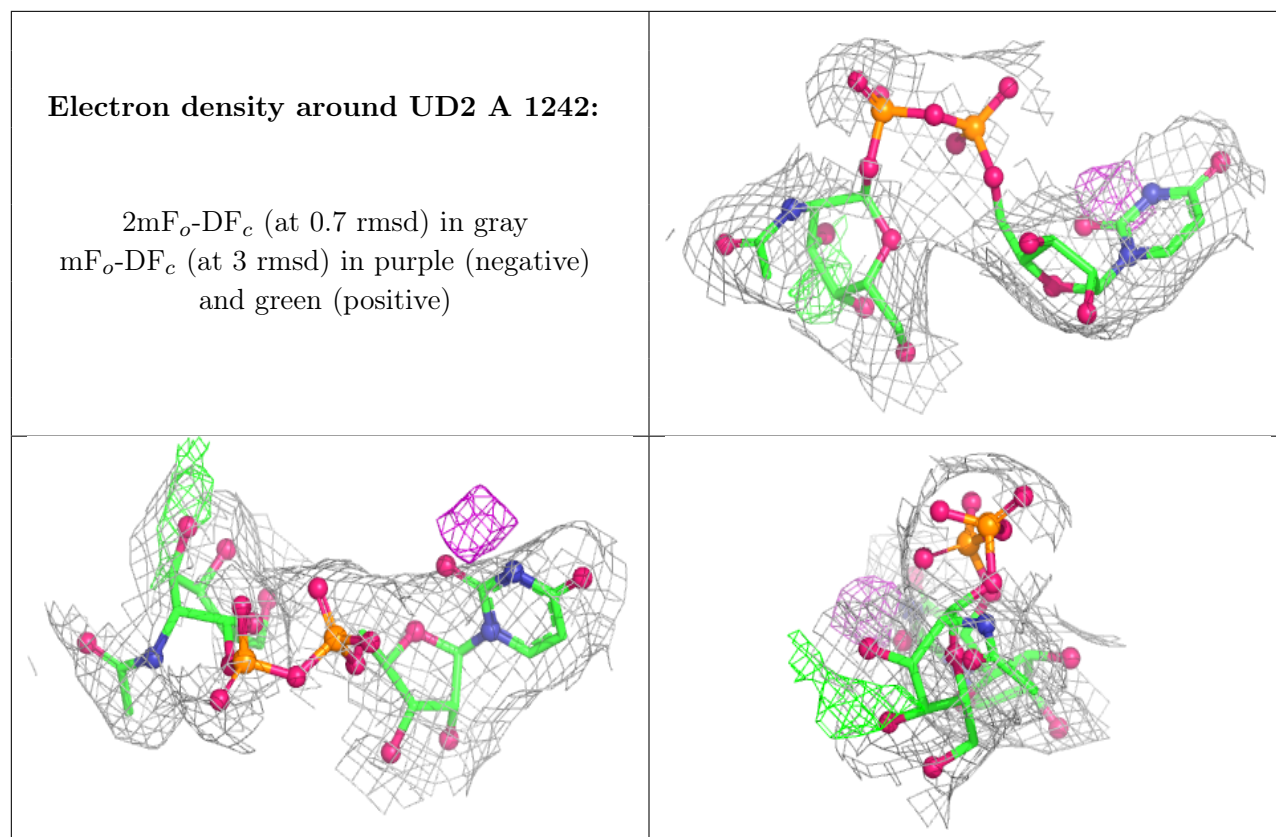 Electron density around UD2 A 1242:
2mFₒ-DF𝑐 (at 0.7 rmsd) in gray
mFₒ-DF𝑐 (at 3 rmsd) in purple (negative)
and green (positive)